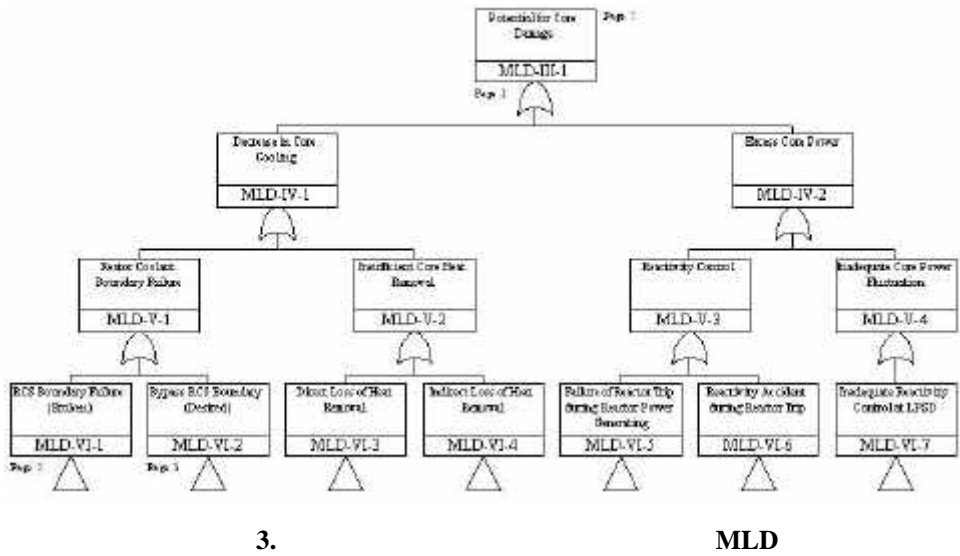 Potential for Core
Damage
MLD-III-1
Decrease in Core
Cooling
MLD-IV-1
Excess Core Power
MLD-IV-2
Boundary Failure
MLD-V-1
Insufficient Core Heat
Removal
MLD-V-2
Reactivity Control
MLD-V-3
Inadequate Core Power
Fluctuation
MLD-V-4
RCS Boundary Failure
MLD-VI-1
Page
Bypass RCS Boundary
(Desired)
MLD-VI-2
Page
Direct Loss of Heat
Removal
MLD-VI-3
Indirect Loss of Heat
Removal
MLD-VI-4
Failure of Reactor Trip
during Reactor Power
Generating
MLD-VI-5
Reactivity Accident
during Reactor Trip
MLD-VI-6
Inadequate Reactivity
Control at LPSD
MLD-VI-7
3. MLD